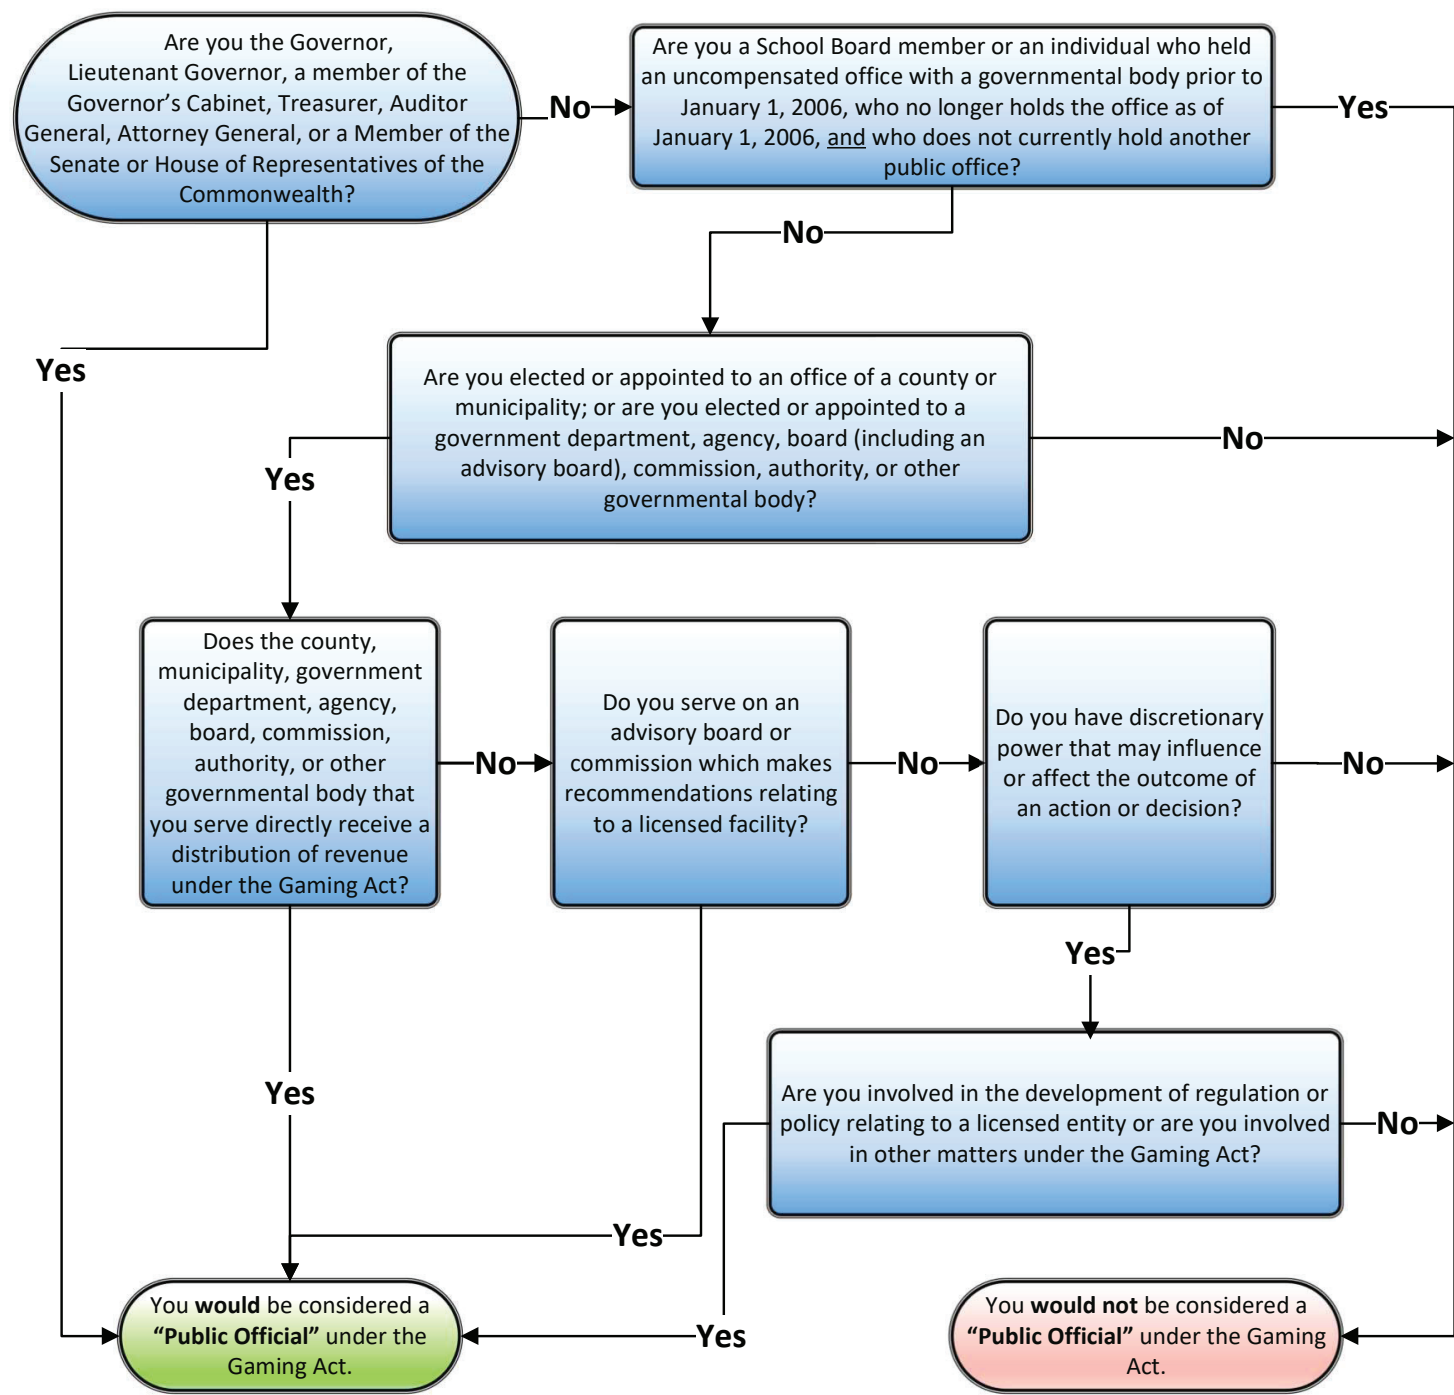 Are you the Governor,
Lieutenant Governor, a member of the
Governor’s Cabinet, Treasurer, Auditor
General, Attorney General, or a Member of the
Senate or House of Representatives of the
Commonwealth?
No
Are you a School Board member or an individual who held
an uncompensated office with a governmental body prior to
January 1, 2006, who no longer holds the office as of
January 1, 2006, and who does not currently hold another
public office?
Yes
No
Yes
Are you elected or appointed to an office of a county or
municipality; or are you elected or appointed to a
government department, agency, board (including an
advisory board), commission, authority, or other
governmental body?
No
Yes
Does the county,
municipality, government
department, agency,
board, commission,
authority, or other
governmental body that
you serve directly receive a
distribution of revenue
under the Gaming Act?
No
Do you serve on an
advisory board or
commission which makes
recommendations relating
to a licensed facility?
No
Do you have discretionary
power that may influence
or affect the outcome of
an action or decision?
No
Yes
Yes
Are you involved in the development of regulation or
policy relating to a licensed entity or are you involved
in other matters under the Gaming Act?
No
Yes
Yes
You would be considered a
“Public Official” under the
Gaming Act.
You would not be considered a
“Public Official” under the Gaming
Act.